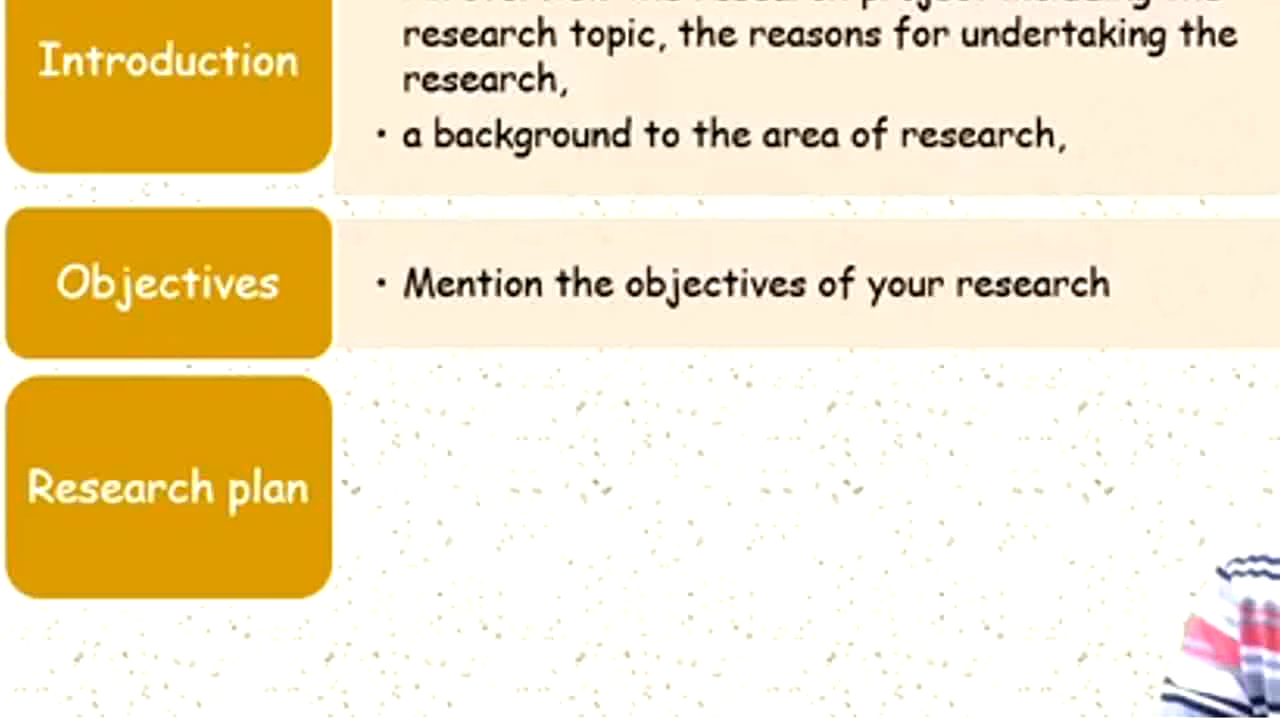 Introduction
research topic, the reasons for undertaking the
research,
• a background to the area of research,
Objectives
• Mention the objectives of your research
Research plan